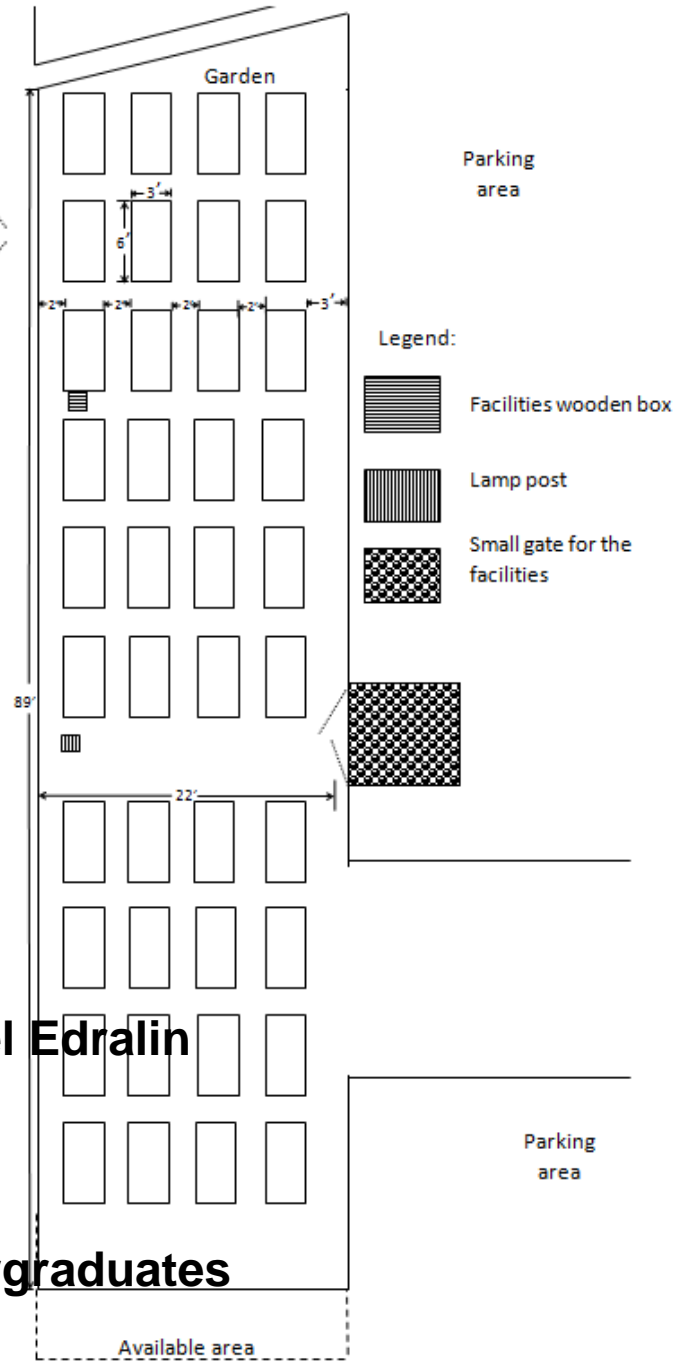 Garden
Parking
area
3'
6'
2"
2"
2"
2"
3'
Legend:
Facilities wooden box
Lamp post
Small gate for the
facilities
89'
22'
Edralin
Parking
area
graduates
Available area